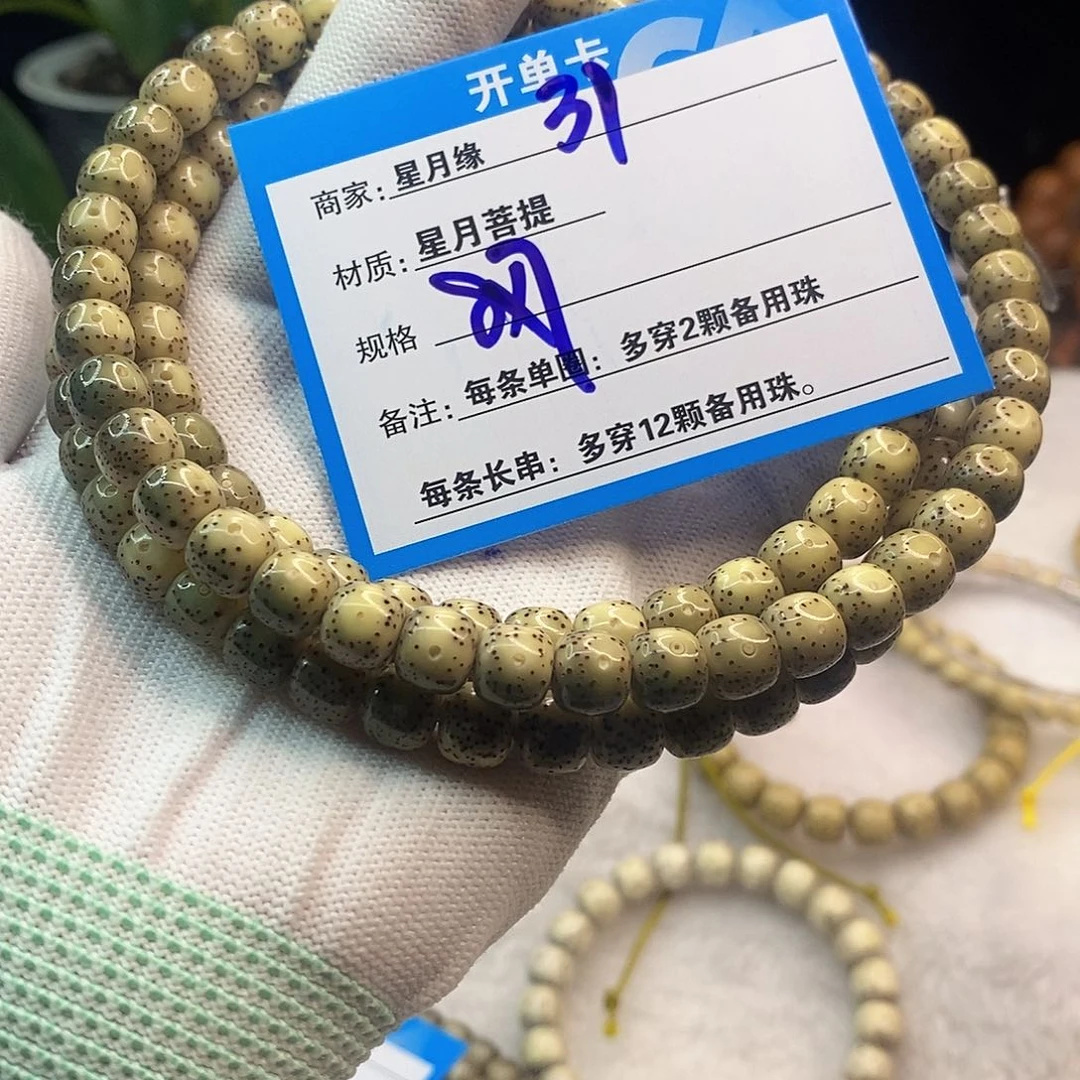 开单卡
31
商家：星月缘
材质：星月菩提
规格
备注：每条单圈：多穿2颗备用珠
每条长串：多穿12颗备用珠。